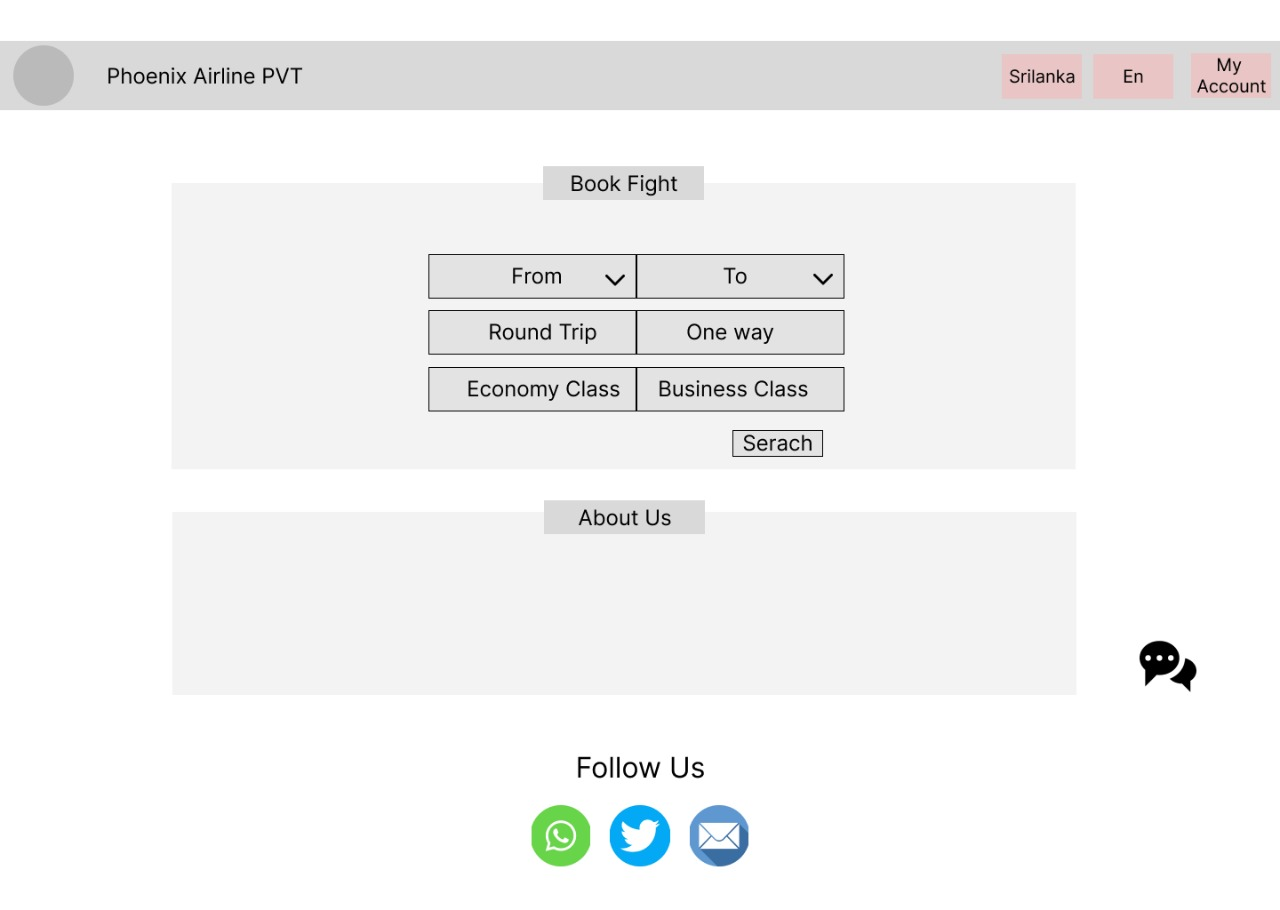 Phoenix Airline PVT
Srilanka
En
My
Account
Book Fight
From
To
Round Trip
One way
Economy Class
Business Class
Serach
About Us
Follow Us